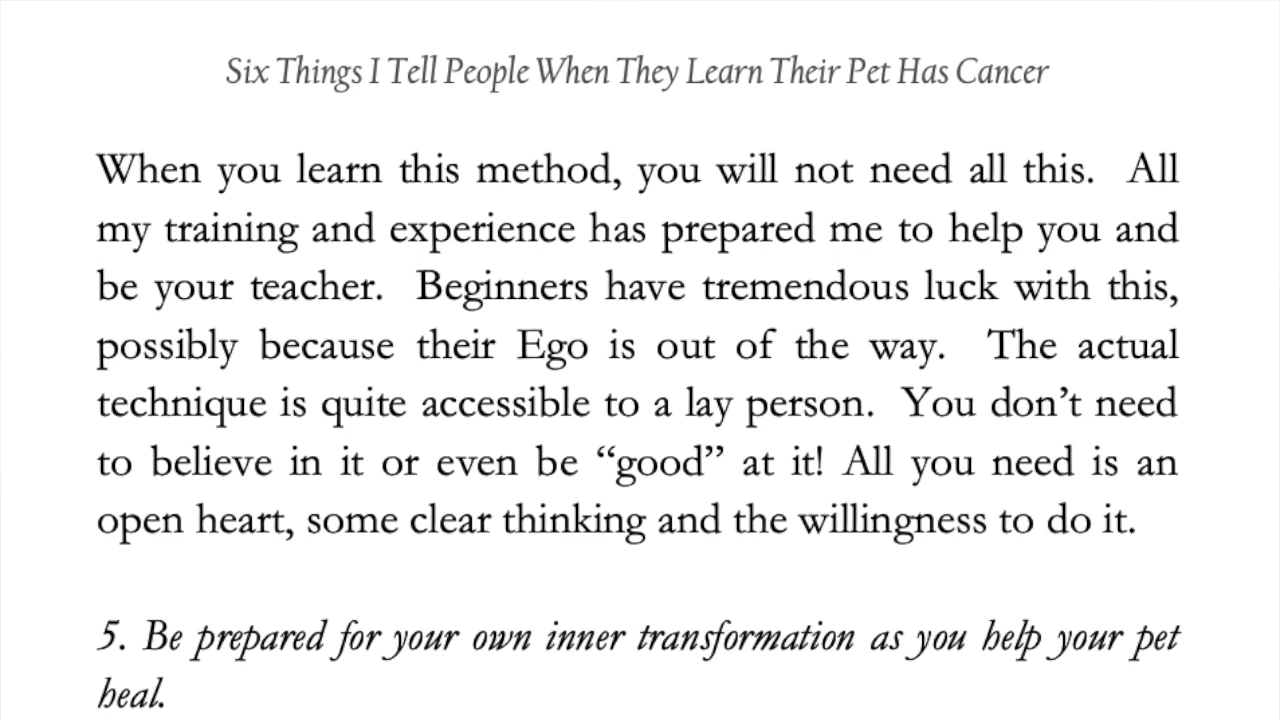 Six Things I Tell People When They Learn Their Pet Has Cancer
When you learn this method, you will not need all this.  All
my training and experience has prepared me to help you and
be your teacher.  Beginners have tremendous luck with this,
possibly because their Ego is out of the way.  The actual
technique is quite accessible to a lay person.  You don’t need
to believe in it or even be “good” at it! All you need is an
open heart, some clear thinking and the willingness to do it.
5. Be prepared for your own inner transformation as you help your pet
heal.